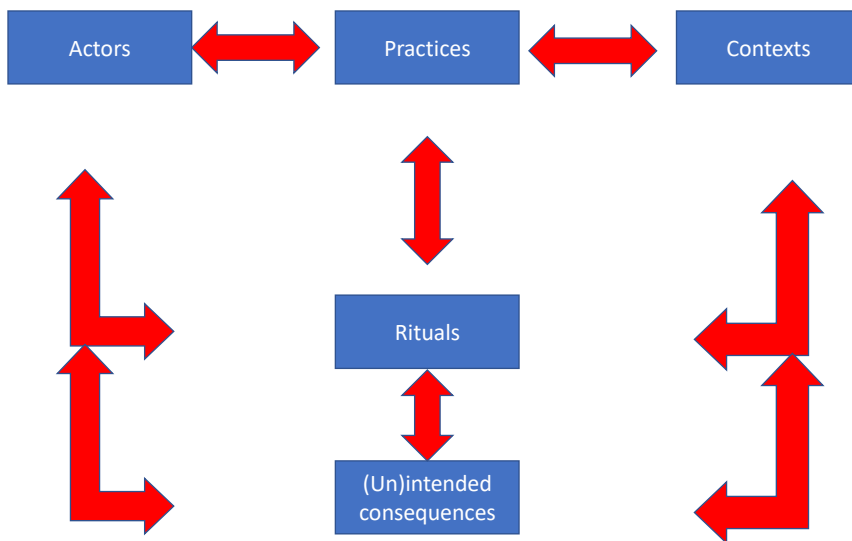 Actors
Practices
Contexts
Rituals
(Un)intended
consequences